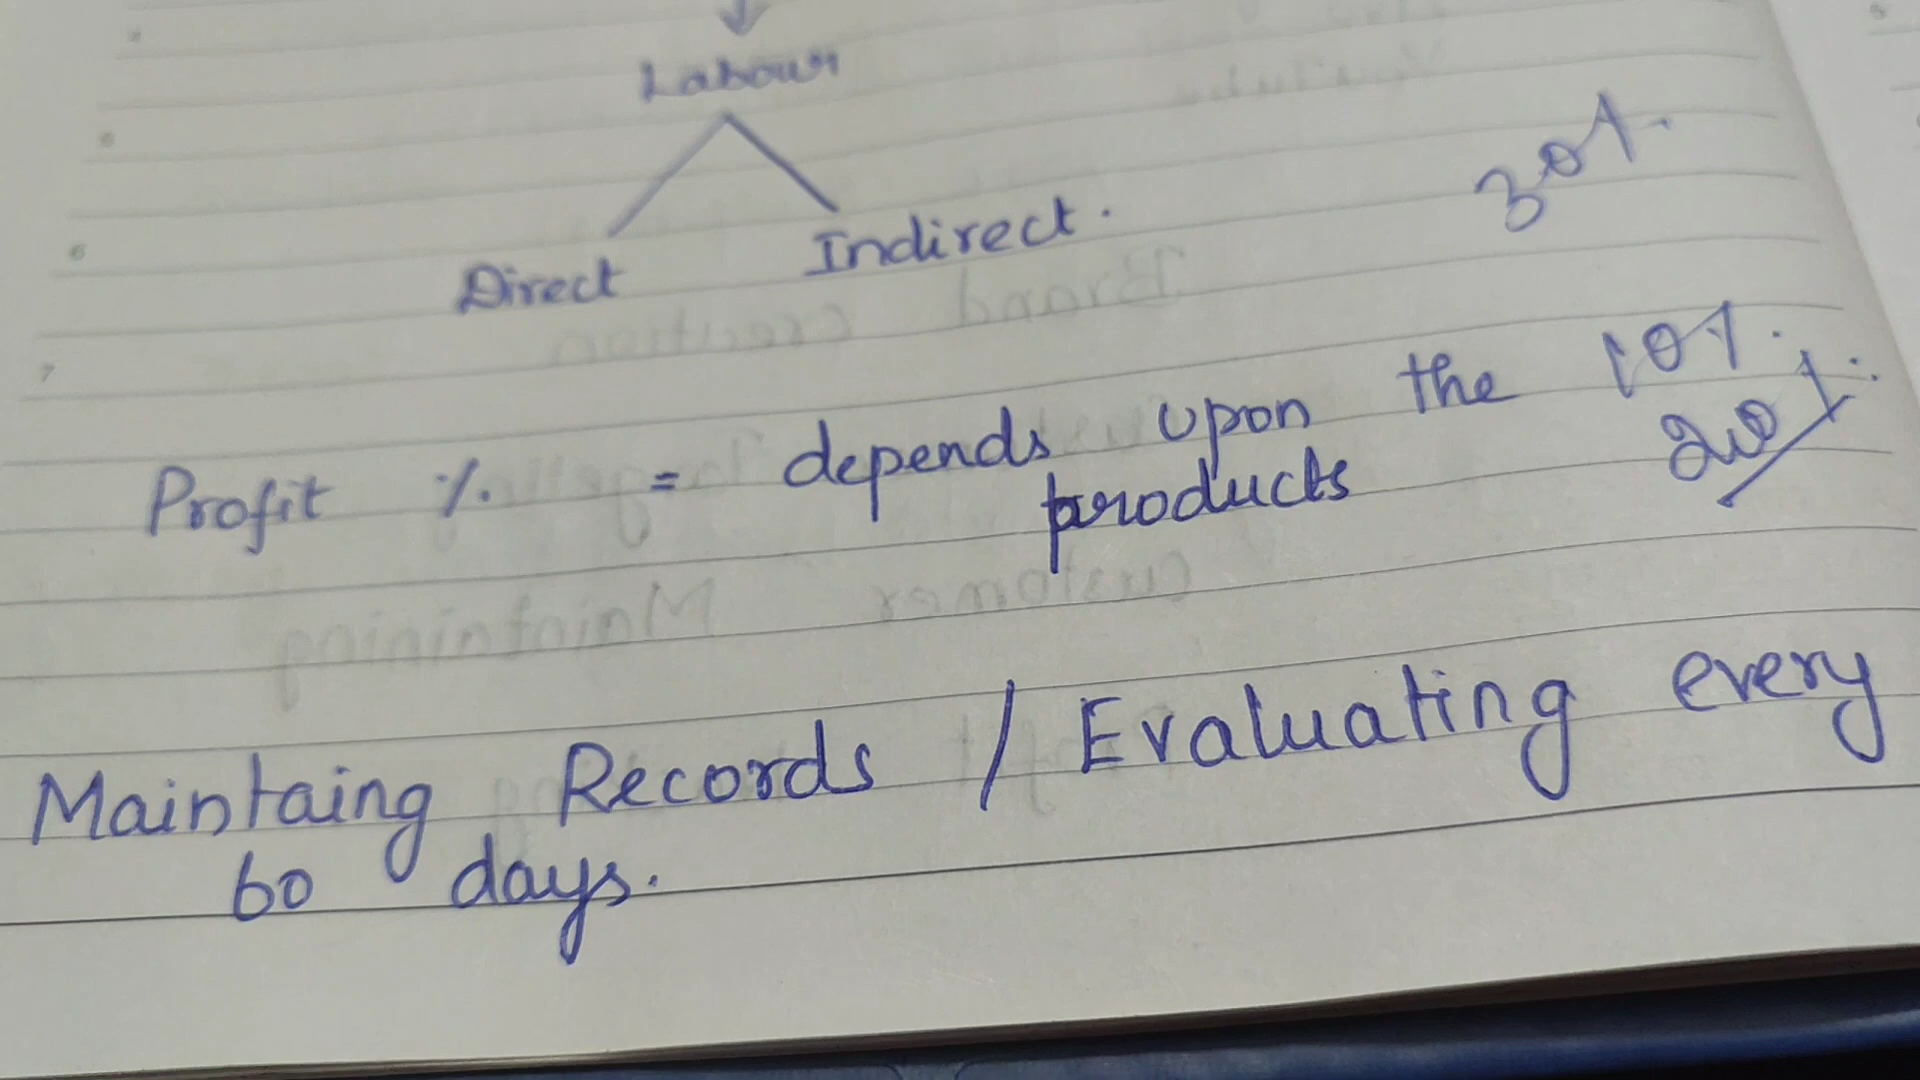 Labour
Direct Indirect.
30%.
Profit %. = depends upon the 10%.
products 20%.
Maintaing Records / Evaluating every
60 days.